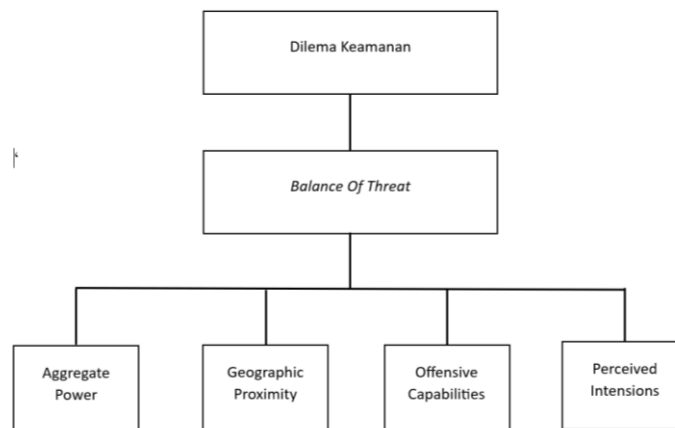 Dilema Keamanan
Balance Of Threat
Aggregate
Power
Geographic
Proximity
Offensive
Capabilities
Perceived
Intensions